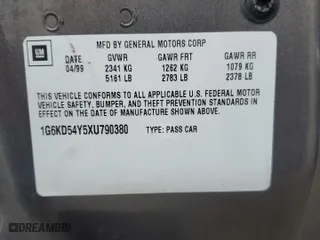 GM
MFD BY GENERAL MOTORS CORP
DATE GVWR GAWR FRT GAWR RR
04/99 2341 KG 1262 KG 1079 KG
5161 LB 2783 LB 2378 LB
THIS VEHICLE CONFORMS TO ALL APPLICABLE U.S. FEDERAL MOTOR
VEHICLE SAFETY, BUMPER, AND THEFT PREVENTION STANDARDS IN
EFFECT ON THE DATE OF MANUFACTURE SHOWN ABOVE.
1G6KD54Y5XU790380 TYPE: PASS CAR
DREAMBID